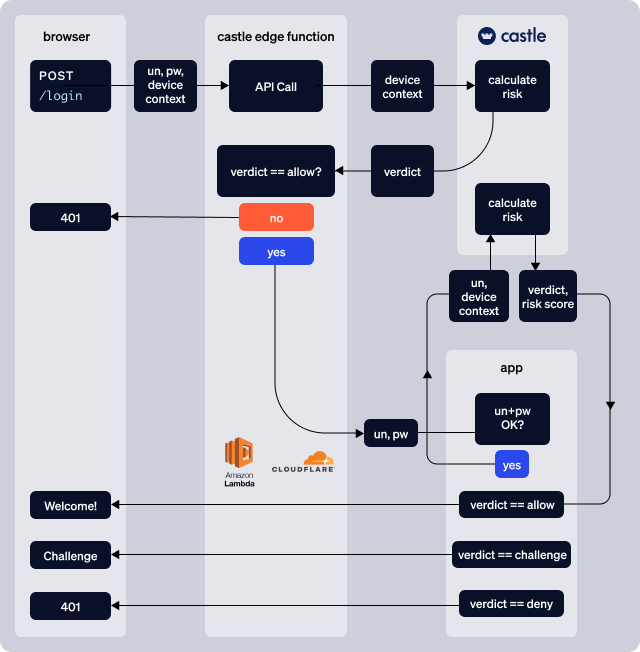 browser
castle edge function
castle
POST
/login
un, pw,
device
context
API Call
device
context
calculate
risk
verdict == allow?
verdict
401
no
calculate
risk
yes
un,
device
context
verdict,
risk score
app
un+pw
OK?
un, pw
yes
Amazon
Lambda
CLOUDFLARE
Welcome!
verdict == allow
Challenge
verdict == challenge
401
verdict == deny